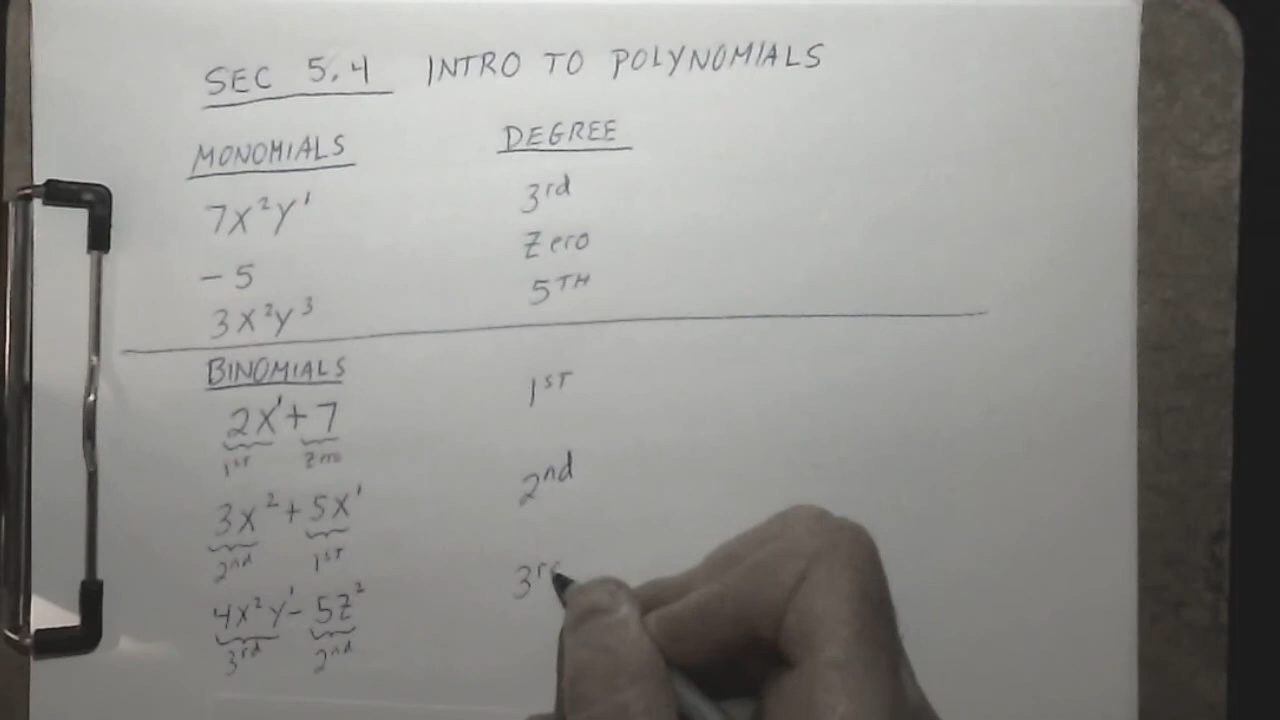 SEC 5.4 INTRO TO POLYNOMIALS
MONOMIALS DEGREE
7x²y¹ 3rd
-5 Zero
3x²y³ 5TH
BINOMIALS
2x¹+7 1ST
1ST Zero
3x²+5x¹ 2nd
2nd 1ST
4x²y¹-5z² 3r
3rd 2nd